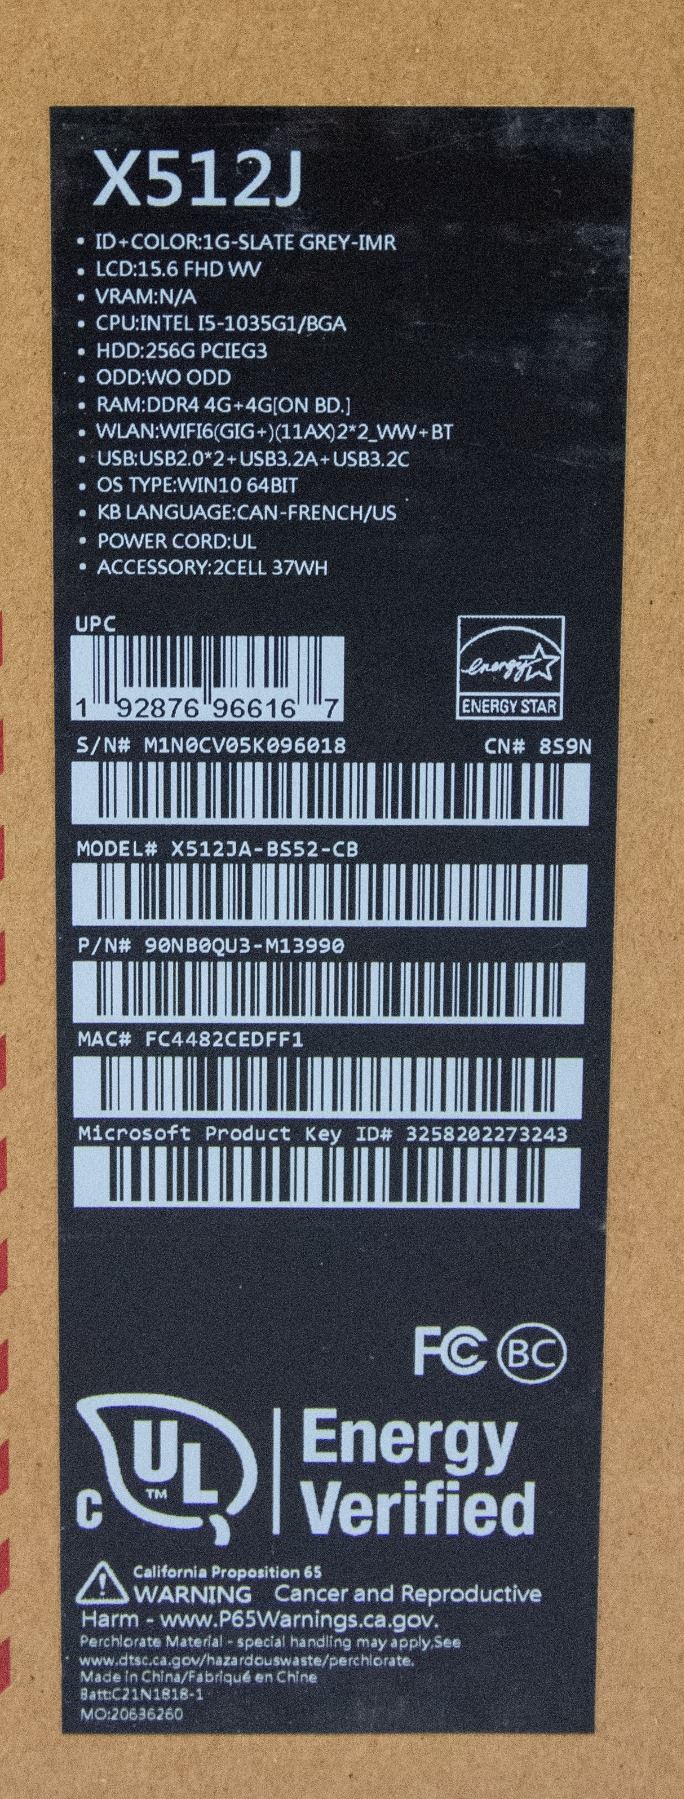 X512J
• ID+COLOR:1G-SLATE GREY-IMR
• LCD:15.6 FHD WV
• VRAM:N/A
• CPU:INTEL I5-1035G1/BGA
• HDD:256G PCIEG3
• ODD:WO ODD
• RAM:DDR4 4G+4G[ON BD.]
• WLAN:WIFI6(GIG+)(11AX)2*2_WW+BT
• USB:USB2.0*2+USB3.2A+USB3.2C
• OS TYPE:WIN10 64BIT
• KB LANGUAGE:CAN-FRENCH/US
• POWER CORD:UL
• ACCESSORY:2CELL 37WH
UPC
1 92876 96616 7
energy
ENERGY STAR
S/N# M1N0CV05K096018 CN# 8S9N
MODEL# X512JA-BS52-CB
P/N# 90NB0QU3-M13990
MAC# FC4482CEDFF1
Microsoft Product Key ID# 3258202273243
FC BC
C UL TM Energy
Verified
California Proposition 65
WARNING Cancer and Reproductive
Harm - www.P65Warnings.ca.gov.
Perchlorate Material - special handling may apply,See
www.dtsc.ca.gov/hazardouswaste/perchlorate.
Made in China/Fabriqué en Chine
Batt:C21N1818-1
MO:20636260